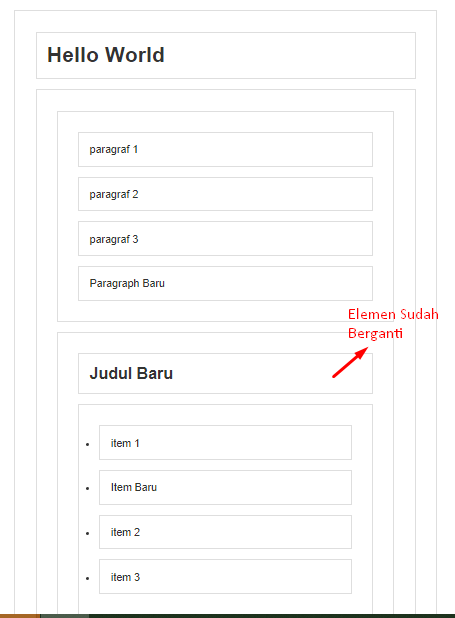 Hello World
paragraf 1
paragraf 2
paragraf 3
Paragraph Baru
Elemen Sudah
Berganti
Judul Baru
item 1
Item Baru
item 2
item 3